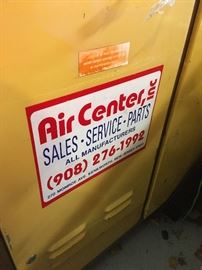 Air Center, Inc
SALES - SERVICE - PARTS
ALL MANUFACTURERS
(908) 276-1992